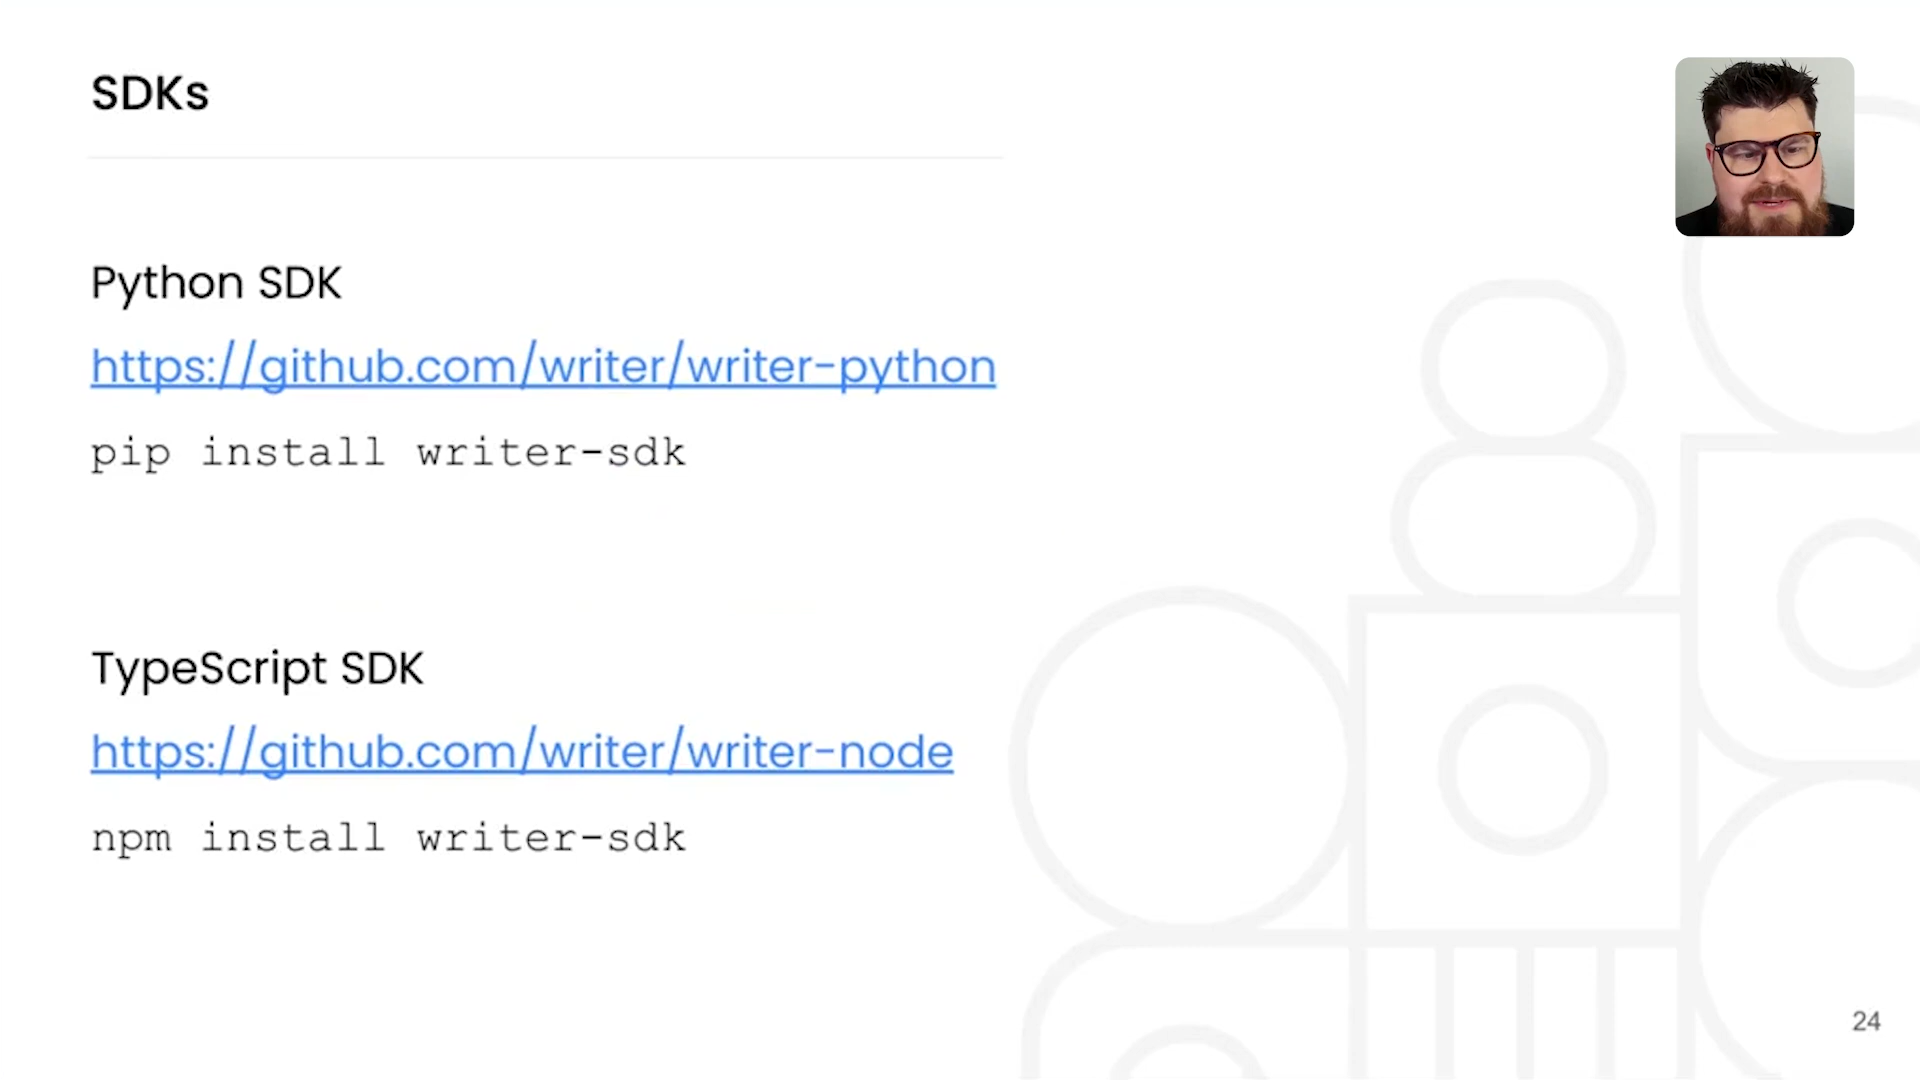 SDKs
Python SDK
https://github.com/writer/writer-python
pip install writer-sdk
TypeScript SDK
https://github.com/writer/writer-node
npm install writer-sdk
24